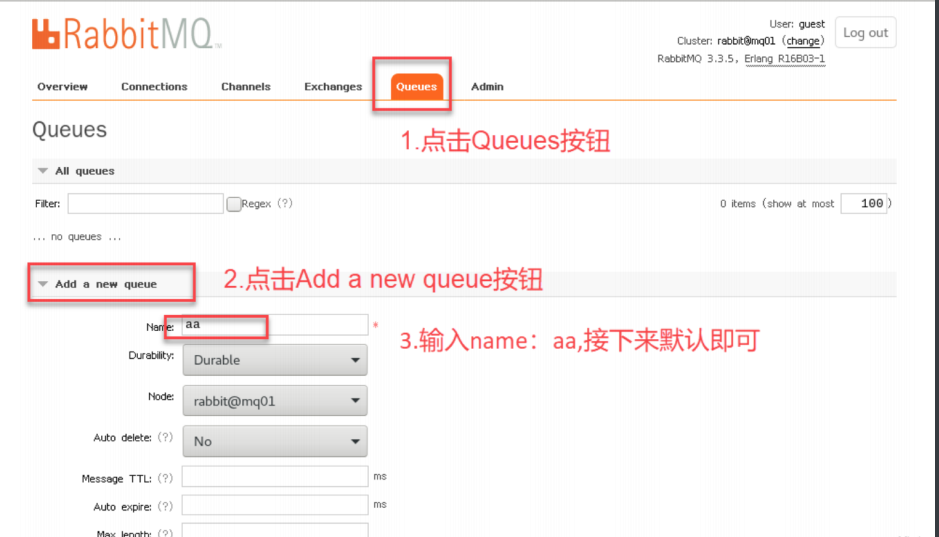 RabbitMQ
User: guest
Cluster: rabbit@mq01 (change)
RabbitMQ 3.3.5, Erlang R16B03-1
Log out
Overview Connections Channels Exchanges Queues Admin
1.点击Queues按钮
Queues
All queues
Filter: Regex (?) 0 items (show at most 100 )
... no queues ...
Add a new queue
2.点击Add a new queue按钮
Name: aa *
3.输入name：aa,接下来默认即可
Durability: Durable
Node: rabbit@mq01
Auto delete: (?) No
Message TTL: (?) ms
Auto expire: (?) ms
Max length: (?)